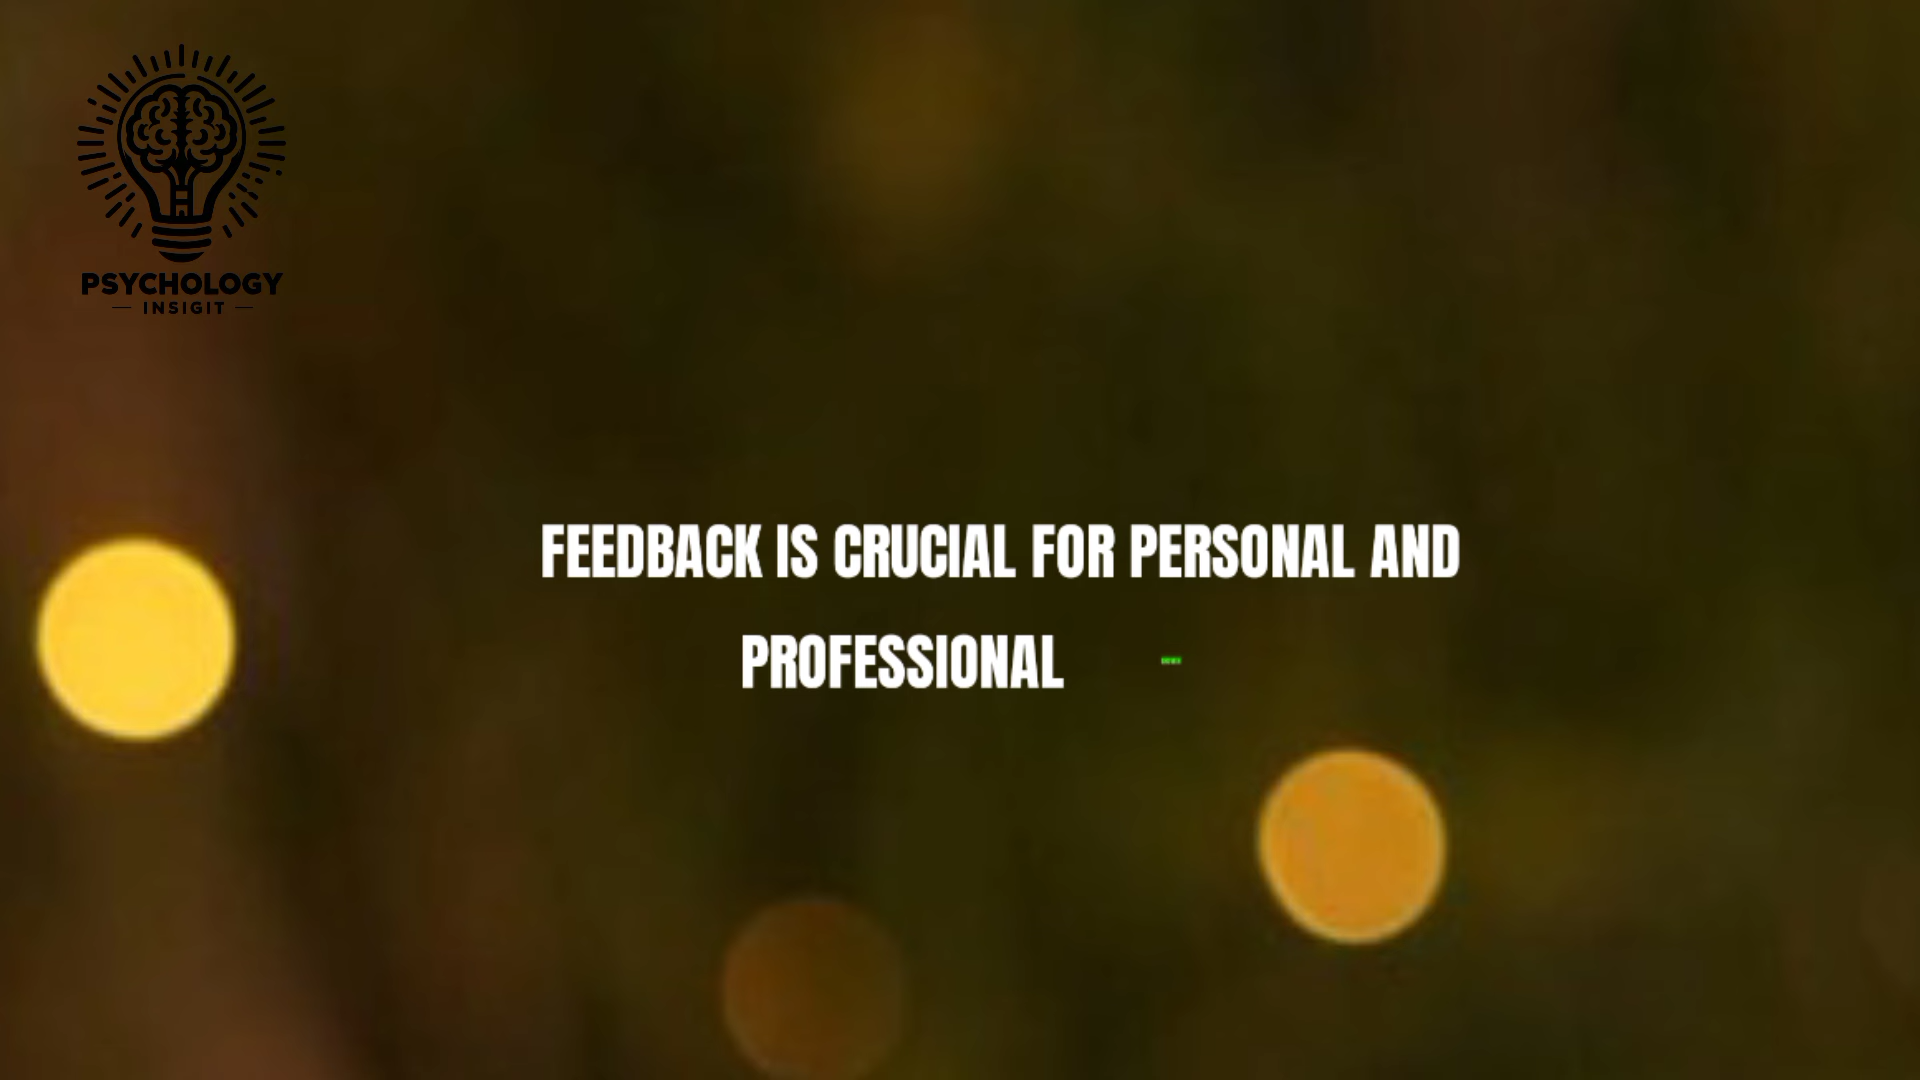 PSYCHOLOGY
INSIGIT
FEEDBACK IS CRUCIAL FOR PERSONAL AND
PROFESSIONAL